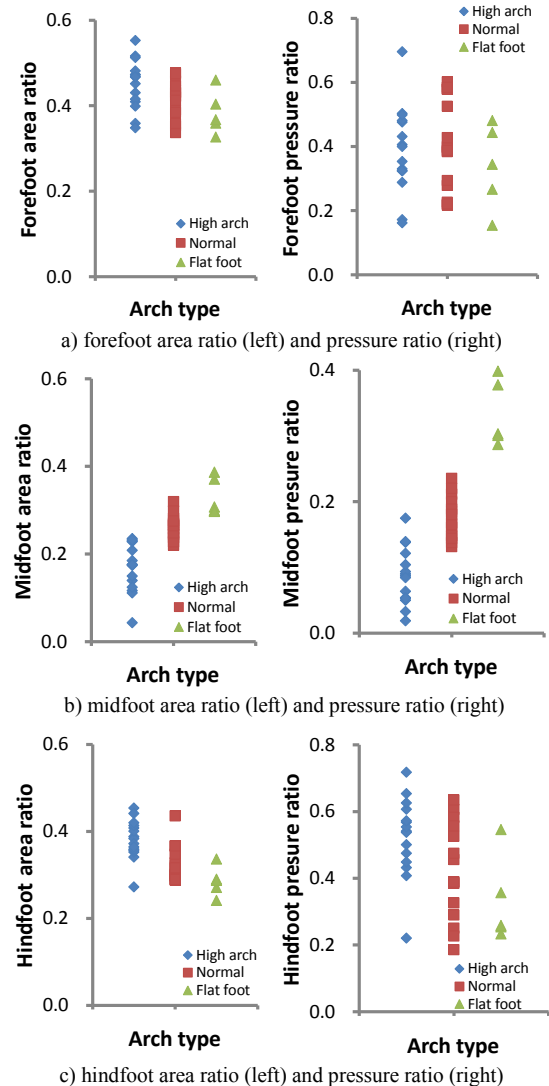 Forefoot area ratio
0.6
0.4
0.2
0.0
High arch
Normal
Flat foot
Arch type
Forefoot pressure ratio
0.8
0.6
0.4
0.2
0.0
High arch
Normal
Flat foot
Arch type
a) forefoot area ratio (left) and pressure ratio (right)
Midfoot area ratio
0.6
0.4
0.2
0.0
High arch
Normal
Flat foot
Arch type
Midfoot presure ratio
0.4
0.2
0.0
High arch
Normal
Flat foot
Arch type
b) midfoot area ratio (left) and pressure ratio (right)
Hindfoot area ratio
0.6
0.4
0.2
0.0
High arch
Normal
Flat foot
Arch type
Hindfoot presure ratio
0.8
0.6
0.4
0.2
0.0
High arch
Normal
Flat foot
Arch type
c) hindfoot area ratio (left) and pressure ratio (right)